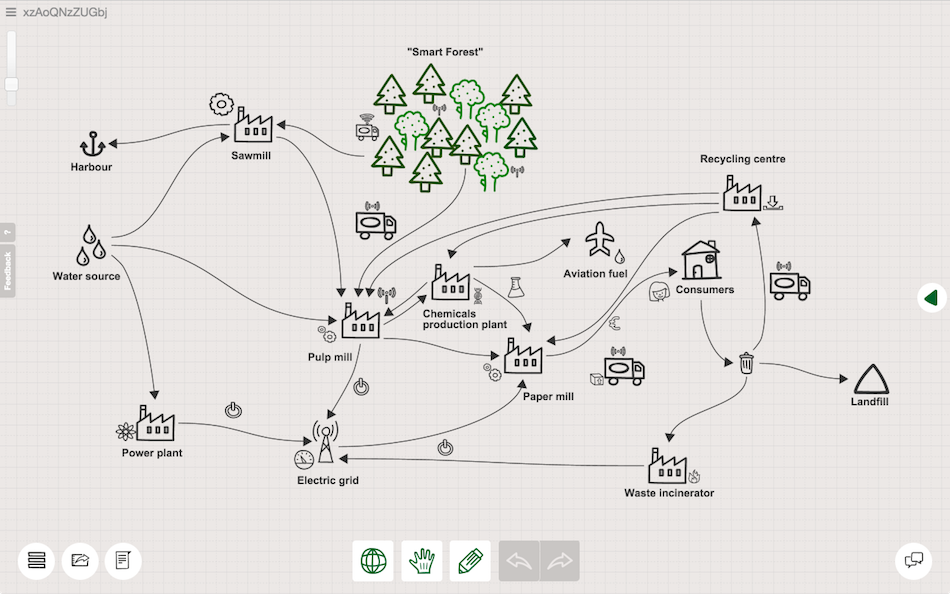 xzAoQNzZUGbj
"Smart Forest"
Sawmill
Harbour
Recycling centre
?
Feedback
Water source
Aviation fuel
Consumers
Chemicals
production plant
Pulp mill
Paper mill
Landfill
Power plant
Electric grid
Waste incinerator